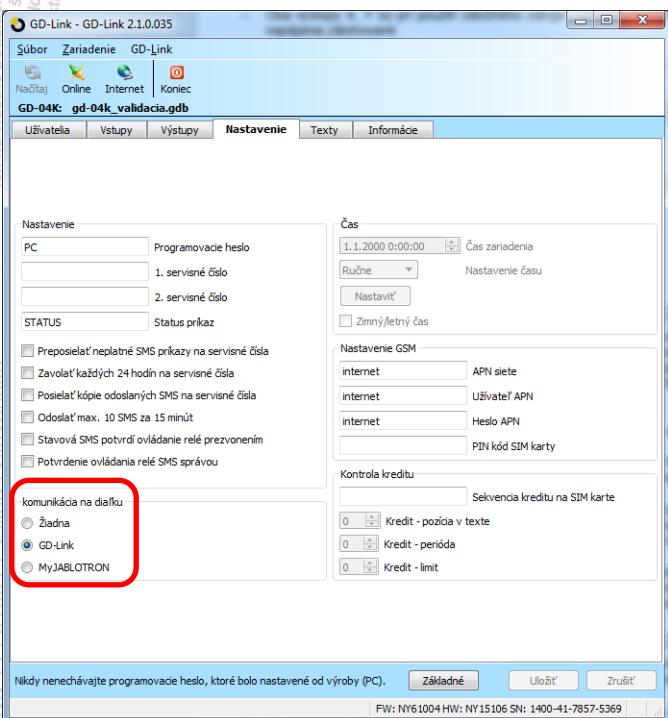 GD-Link - GD-Link 2.1.0.035
Súbor Zariadenie GD-Link
Načítaj Online Internet Koniec
GD-04K: gd-04k_validacia.gdb
Užívatelia Vstupy Výstupy Nastavenie Texty Informácie
Nastavenie
PC Programovacie heslo
1. servisné číslo
2. servisné číslo
STATUS Status príkaz
Preposielať neplatné SMS príkazy na servisné čísla
Zavolať každých 24 hodín na servisné čísla
Posielať kópie odoslaných SMS na servisné čísla
Odoslať max. 10 SMS za 15 minút
Stavová SMS potvrdí ovládanie relé prezvonením
Potvrdenie ovládania relé SMS správou
komunikácia na diaľku
Žiadna
GD-Link
MyJABLOTRON
Čas
1.1.2000 0:00:00 Čas zariadenia
Ručne Nastavenie času
Nastaviť
Zimný/letný čas
Nastavenie GSM
internet APN siete
internet Užívateľ APN
internet Heslo APN
PIN kód SIM karty
Kontrola kreditu
Sekvencia kreditu na SIM karte
0 Kredit - pozícia v texte
0 Kredit - perióda
0 Kredit - limit
Nikdy nenechávajte programovacie heslo, ktoré bolo nastavené od výroby (PC). Základné Uložiť Zrušiť
FW: NY61004 HW: NY15106 SN: 1400-41-7857-5369